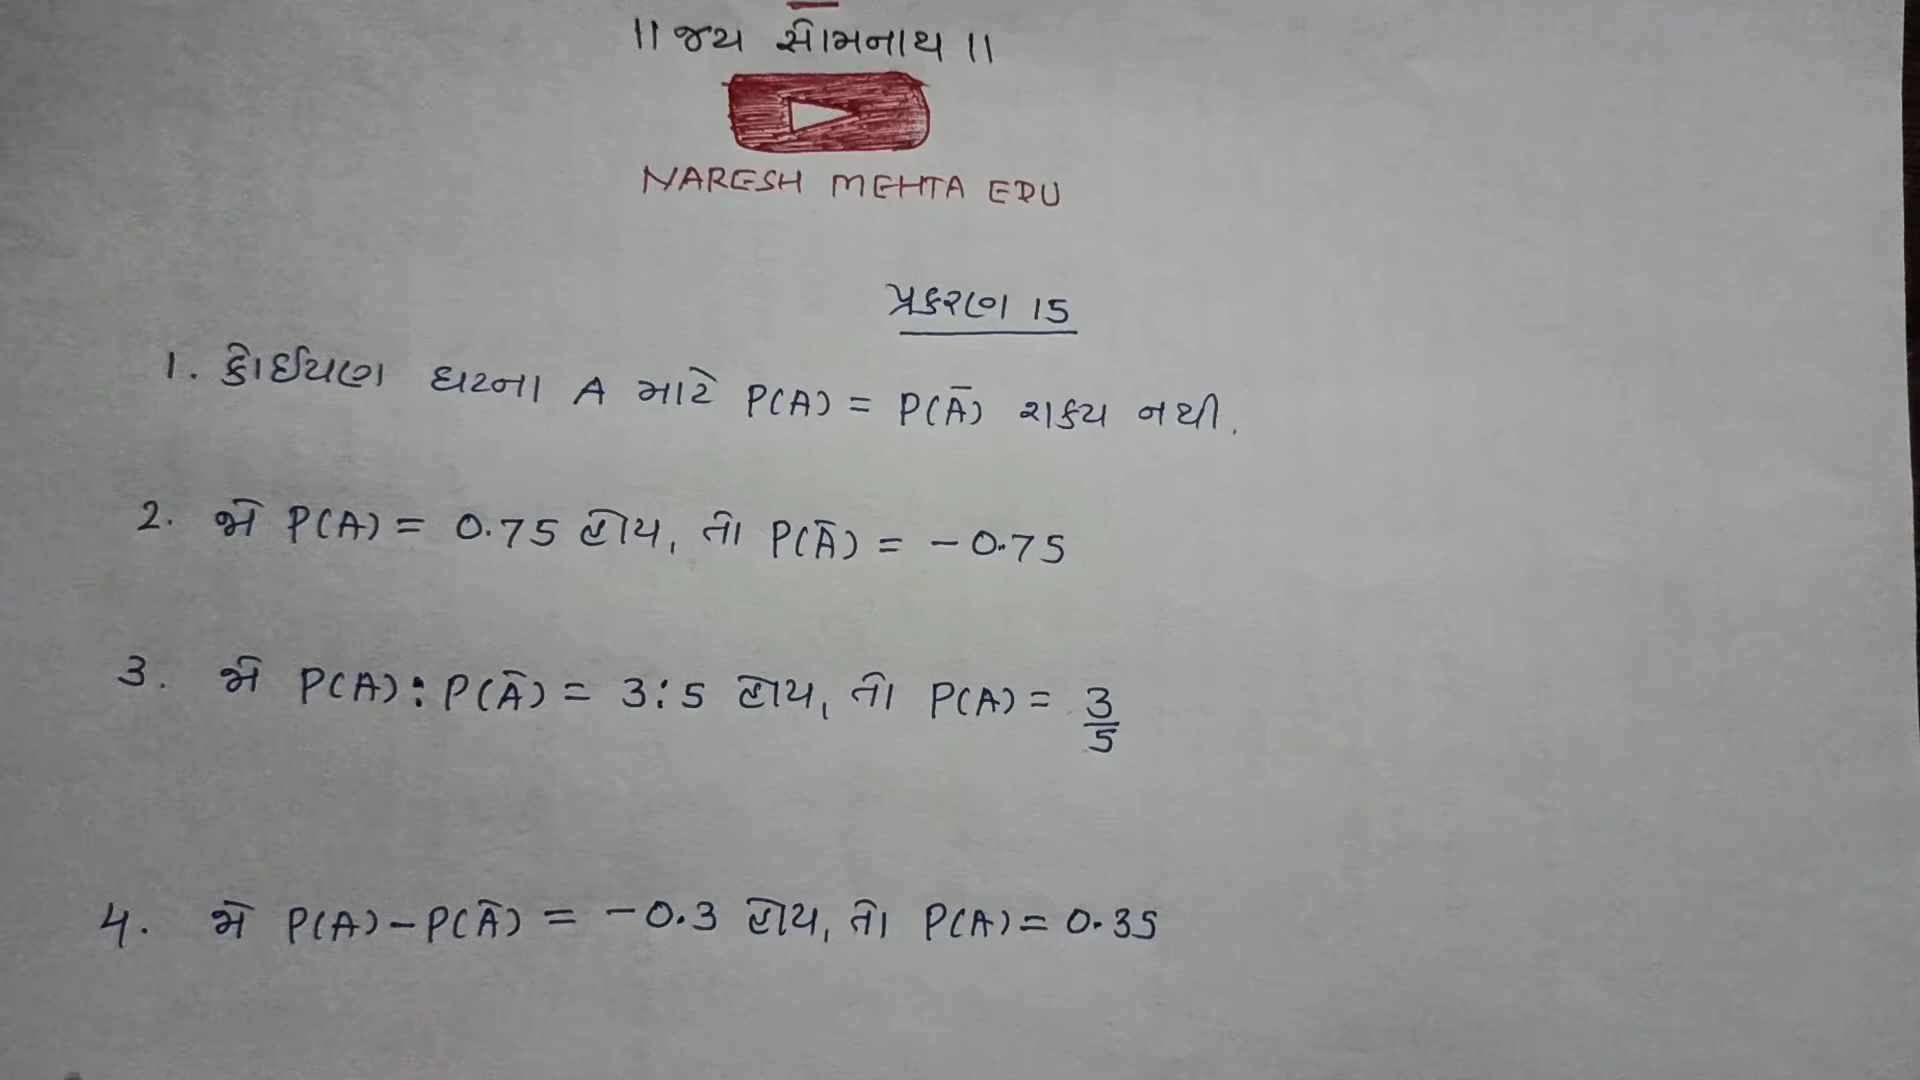 ॥ જય સોમનાથ ॥
NARESH MEHTA EDU
પ્રકરણ 15
1. કોઈપણ ઘટના A માટે P(A) = P(Ā) શક્ય નથી.
2. જો P(A) = 0.75 હોય, તો P(Ā) = -0.75
3. જો P(A) : P(Ā) = 3:5 હોય, તો P(A) = 3/5
4. જો P(A) - P(Ā) = -0.3 હોય, તો P(A) = 0.35